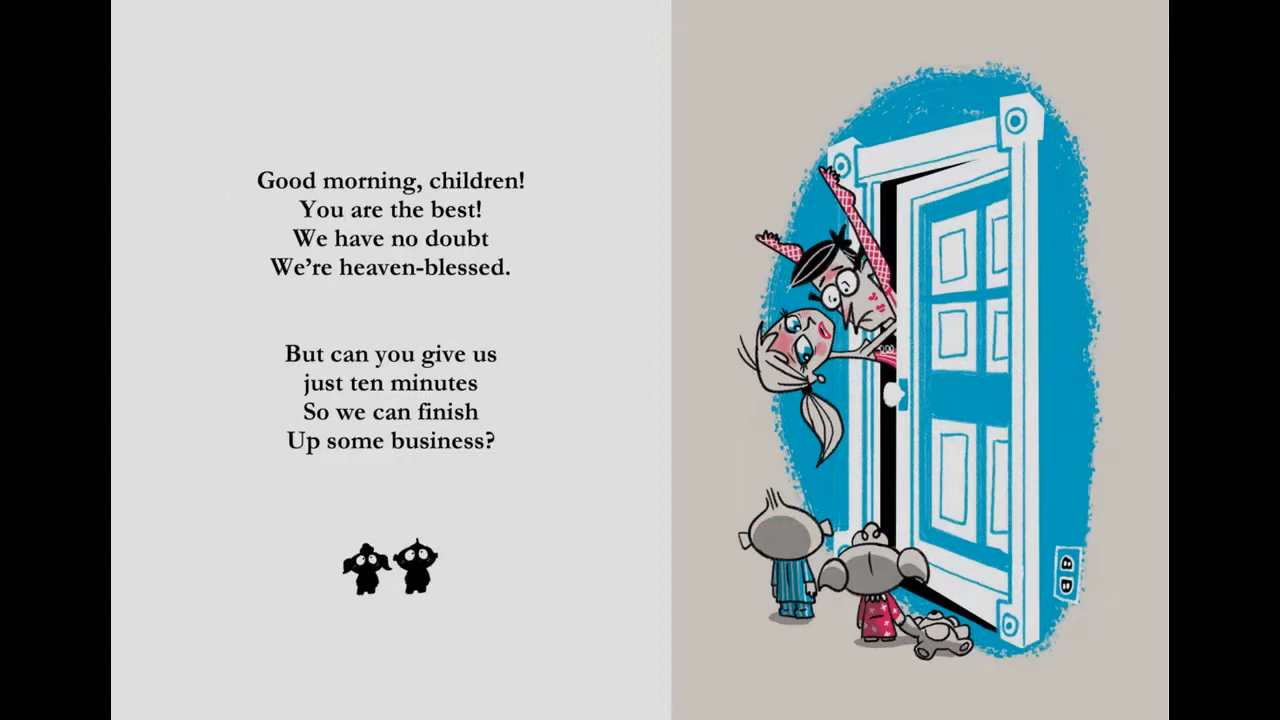 Good morning, children!
You are the best!
We have no doubt
We’re heaven-blessed.
But can you give us
just ten minutes
So we can finish
Up some business?